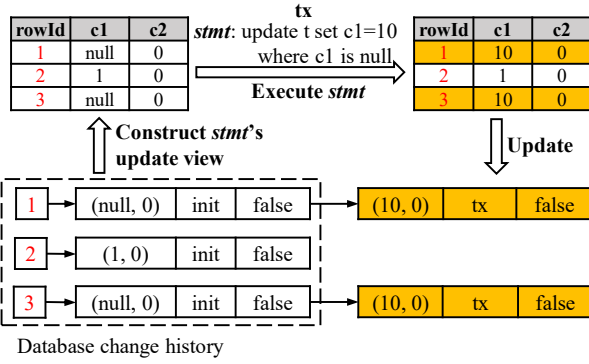 tx
rowId c1 c2
1 null 0
2 1 0
3 null 0
stmt: update t set c1=10
where c1 is null
Execute stmt
rowId c1 c2
1 10 0
2 1 0
3 10 0
Construct stmt's
update view
Update
1 (null, 0) init false (10, 0) tx false
2 (1, 0)
3 (null, 0) init false (10, 0) tx false
Database change history